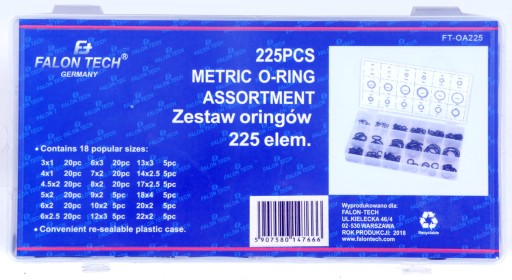 FT-OA225
FALON TECH®
GERMANY
225PCS
METRIC O-RING
ASSORTMENT
Zestaw oringów
225 elem.
• Contains 18 popular sizes:
3x1 20pc 6x3 20pc 13x3 5pc
4x1 20pc 7x2 20pc 14x2.5 5pc
4.5x2 20pc 8x2 20pc 17x2.5 5pc
5x2 20pc 9x2 5pc 18x4 5pc
6x2 20pc 10x2 5pc 20x2 5pc
6x2.5 20pc 12x3 5pc 22x2 5pc
• Convenient re-sealable plastic case.
5907580147666
Wyprodukowano dla:
FALON-TECH
UL.KIELECKA 46/4
02-530 WARSZAWA
ROK PRODUKCJI: 2018
www.falontech.com
Recyclable